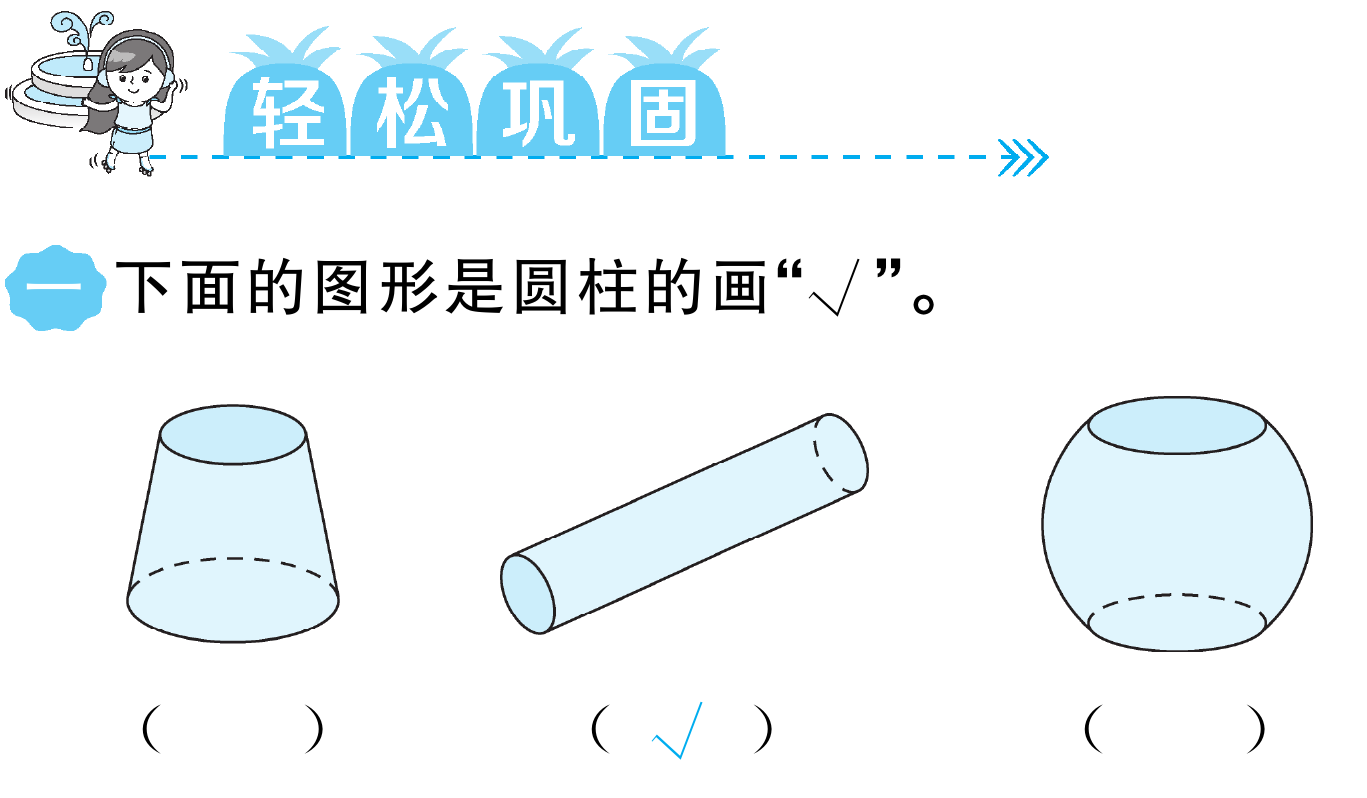 轻松巩固
一 下面的图形是圆柱的画“√”。
( ) ( √ ) ( )